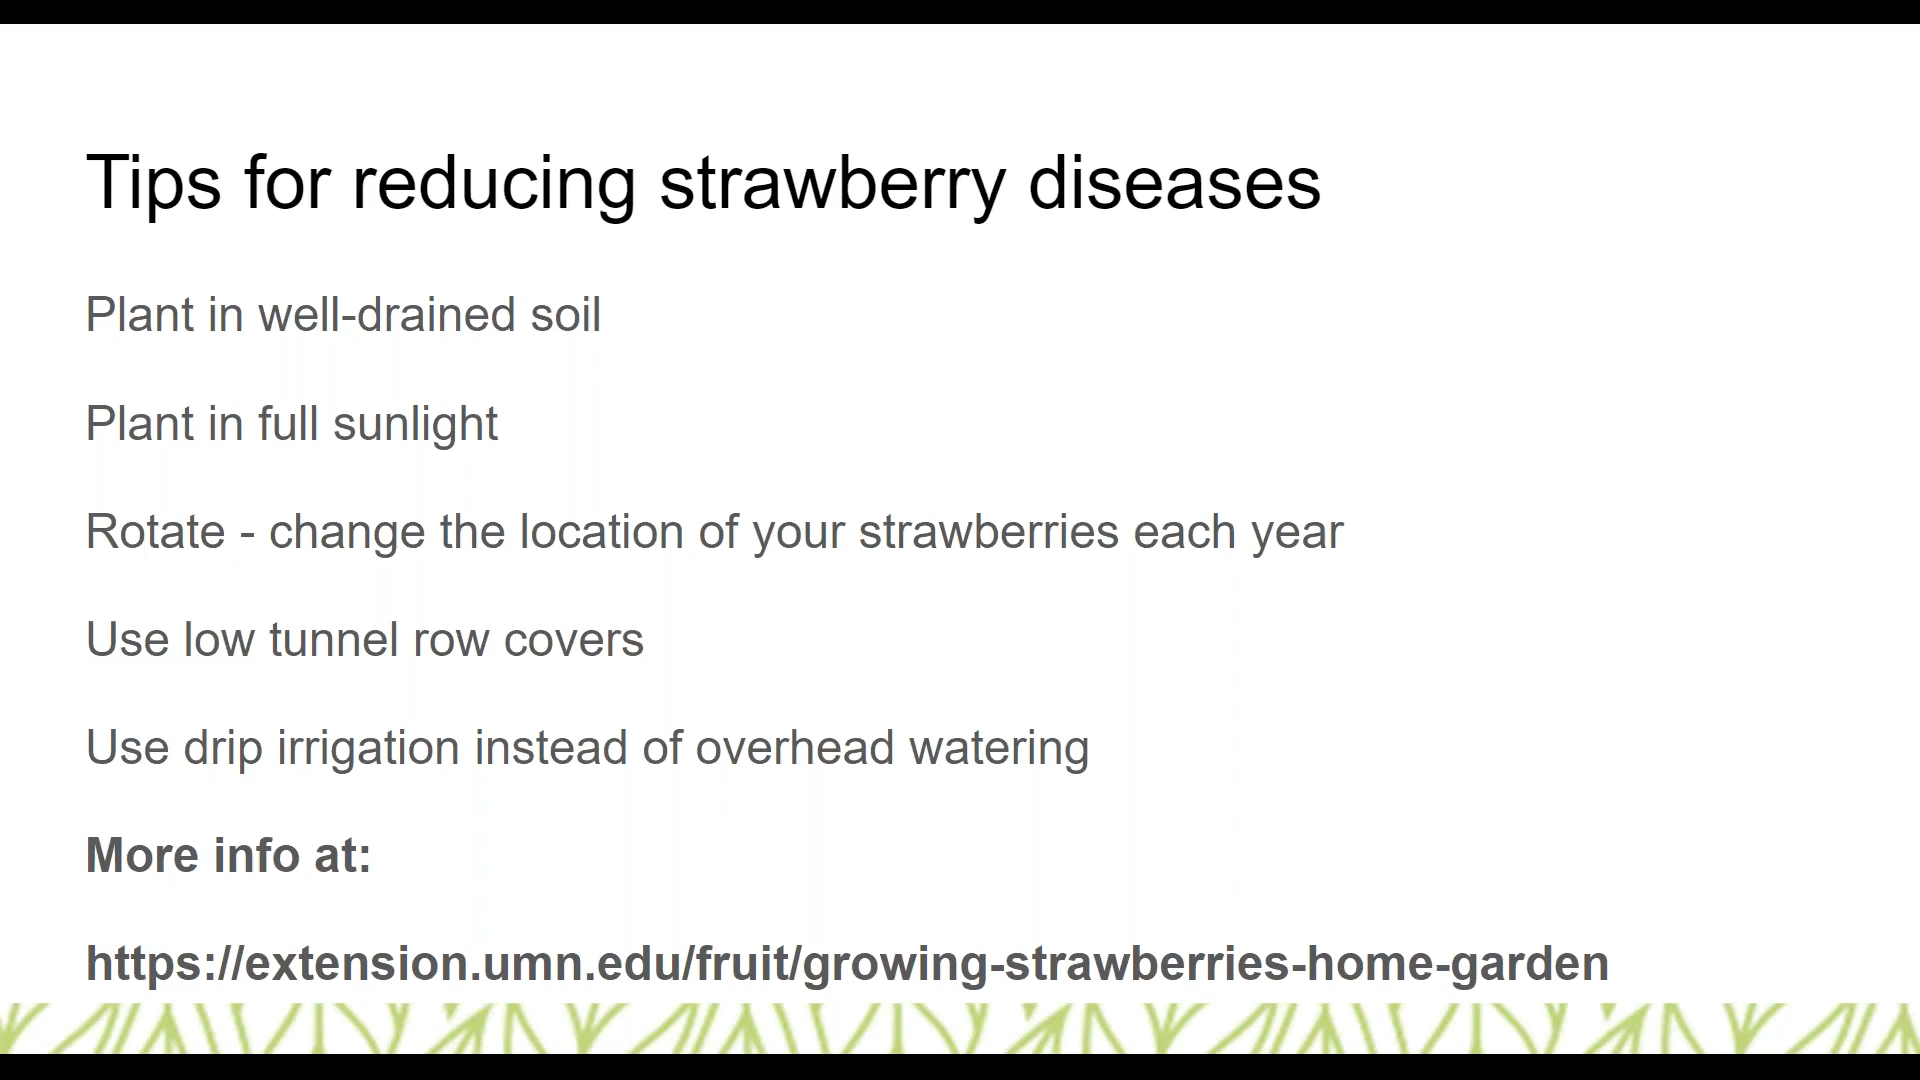 Tips for reducing strawberry diseases
Plant in well-drained soil
Plant in full sunlight
Rotate - change the location of your strawberries each year
Use low tunnel row covers
Use drip irrigation instead of overhead watering
More info at:
https://extension.umn.edu/fruit/growing-strawberries-home-garden